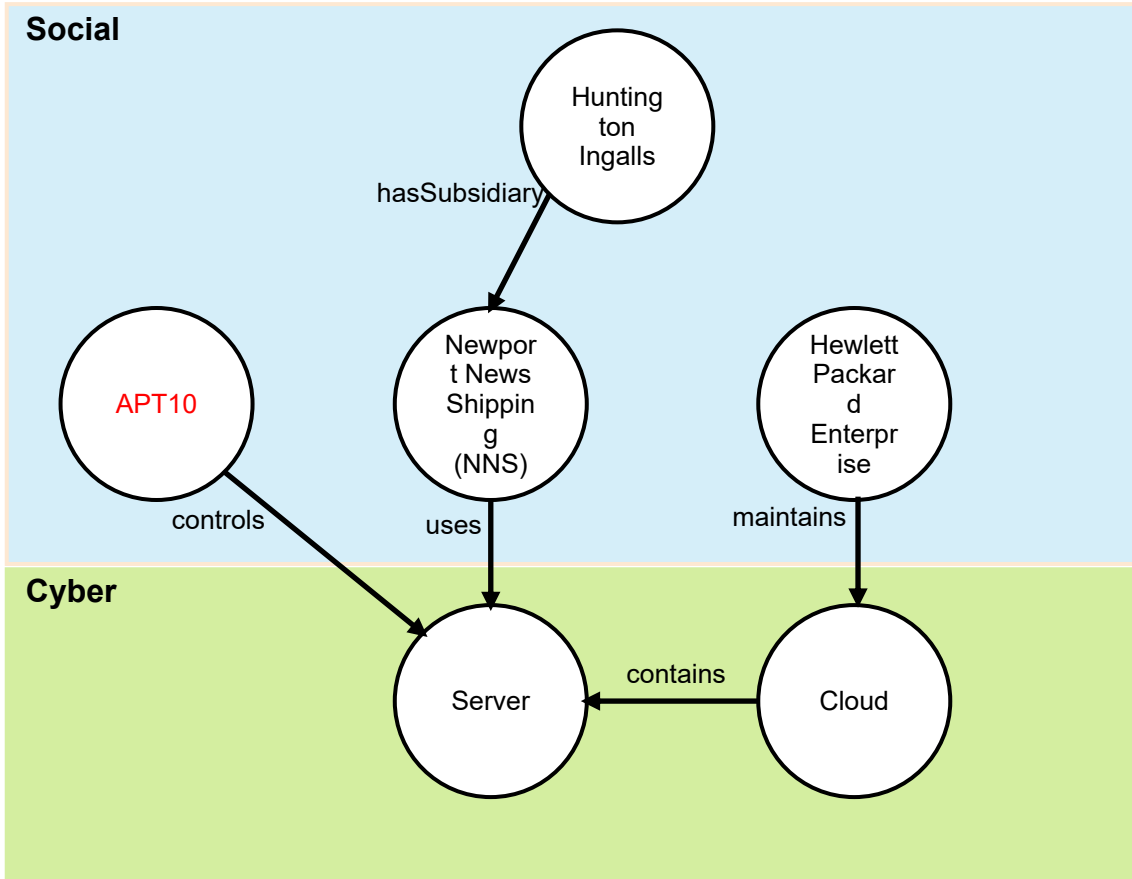 Social
Hunting
ton
Ingalls
hasSubsidiary
APT10
Newpor
t News
Shippin
g
(NNS)
Hewlett
Packar
d
Enterpr
ise
controls
uses
maintains
Cyber
Server
contains
Cloud